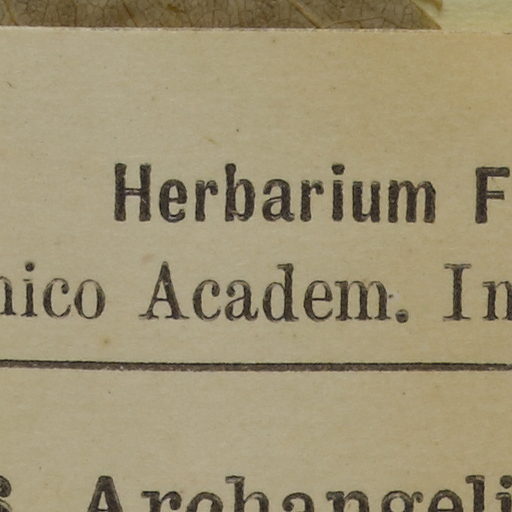 Herbarium F
nico Academ. In
Archangeli